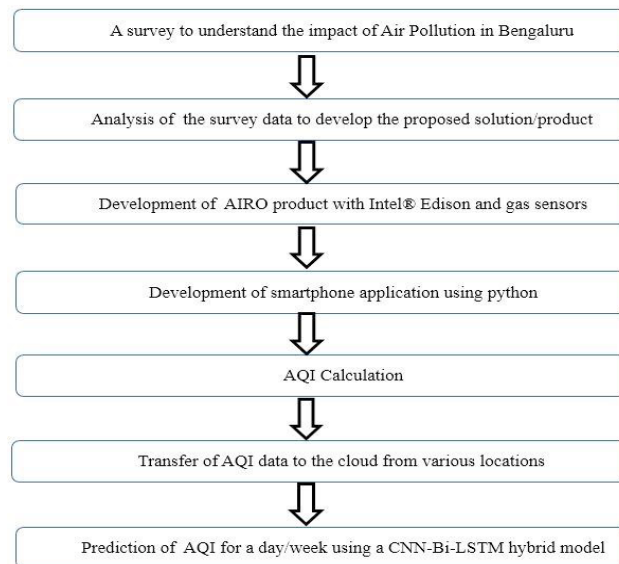 A survey to understand the impact of Air Pollution in Bengaluru
Analysis of the survey data to develop the proposed solution/product
Development of AIRO product with Intel® Edison and gas sensors
Development of smartphone application using python
AQI Calculation
Transfer of AQI data to the cloud from various locations
Prediction of AQI for a day/week using a CNN-Bi-LSTM hybrid model